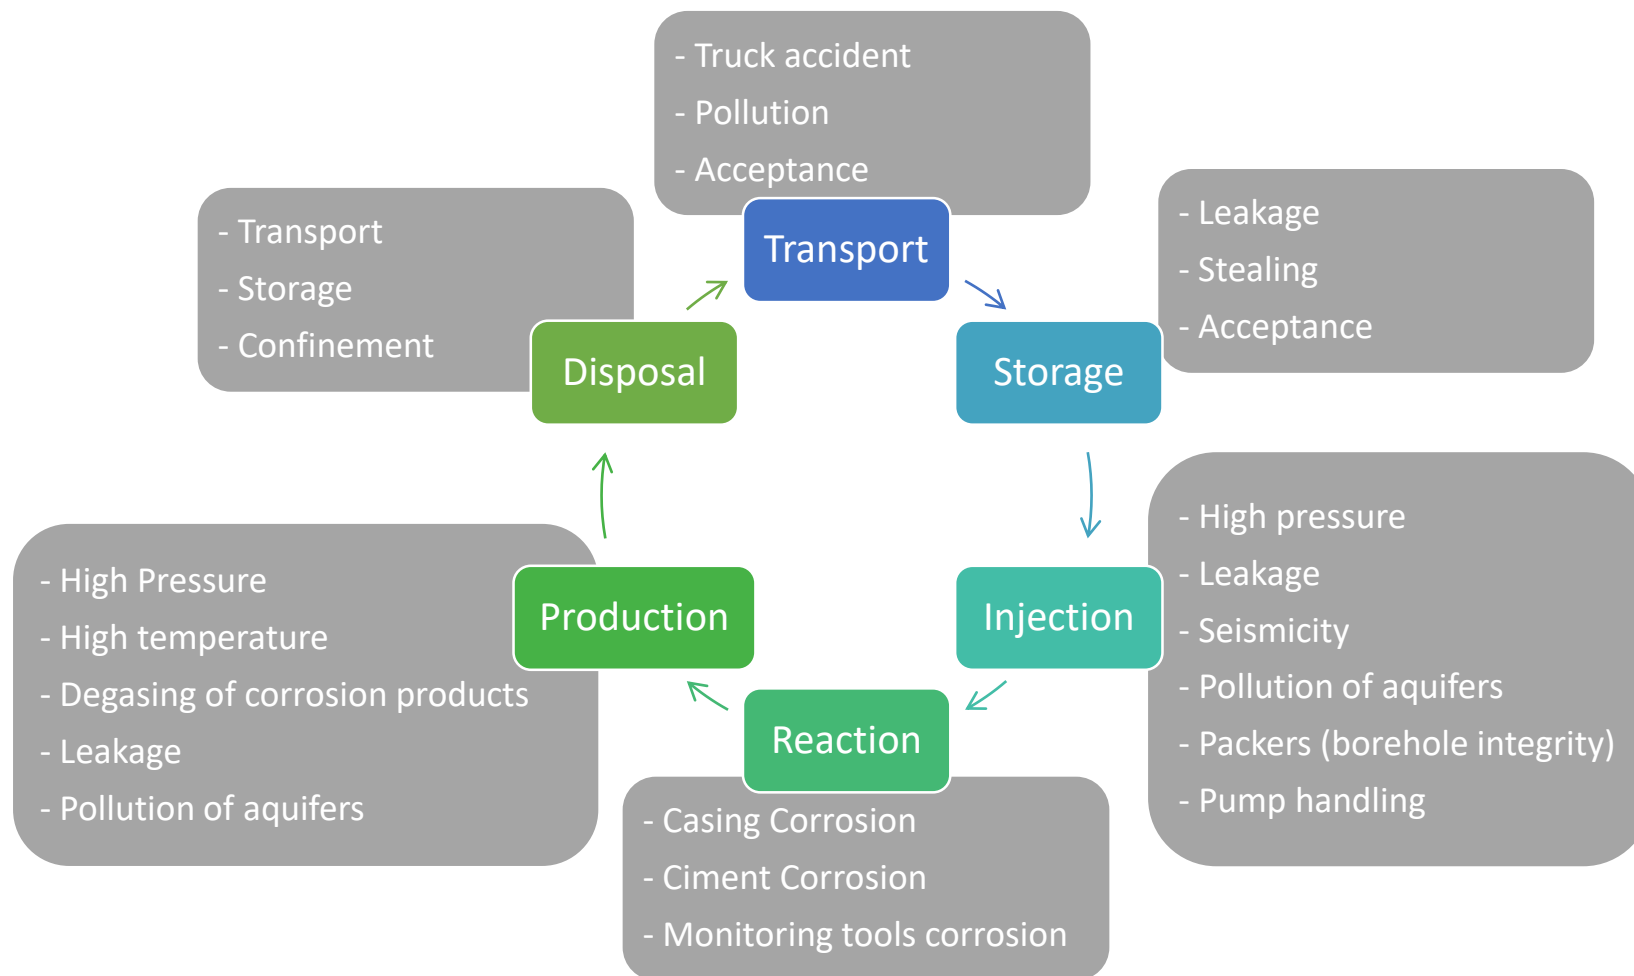 - Truck accident
- Pollution
- Acceptance
Transport
- Leakage
- Stealing
- Acceptance
Storage
- High pressure
- Leakage
- Seismicity
- Pollution of aquifers
- Packers (borehole integrity)
- Pump handling
Injection
Reaction
- Casing Corrosion
- Ciment Corrosion
- Monitoring tools corrosion
Production
- High Pressure
- High temperature
- Degasing of corrosion products
- Leakage
- Pollution of aquifers
Disposal
- Transport
- Storage
- Confinement